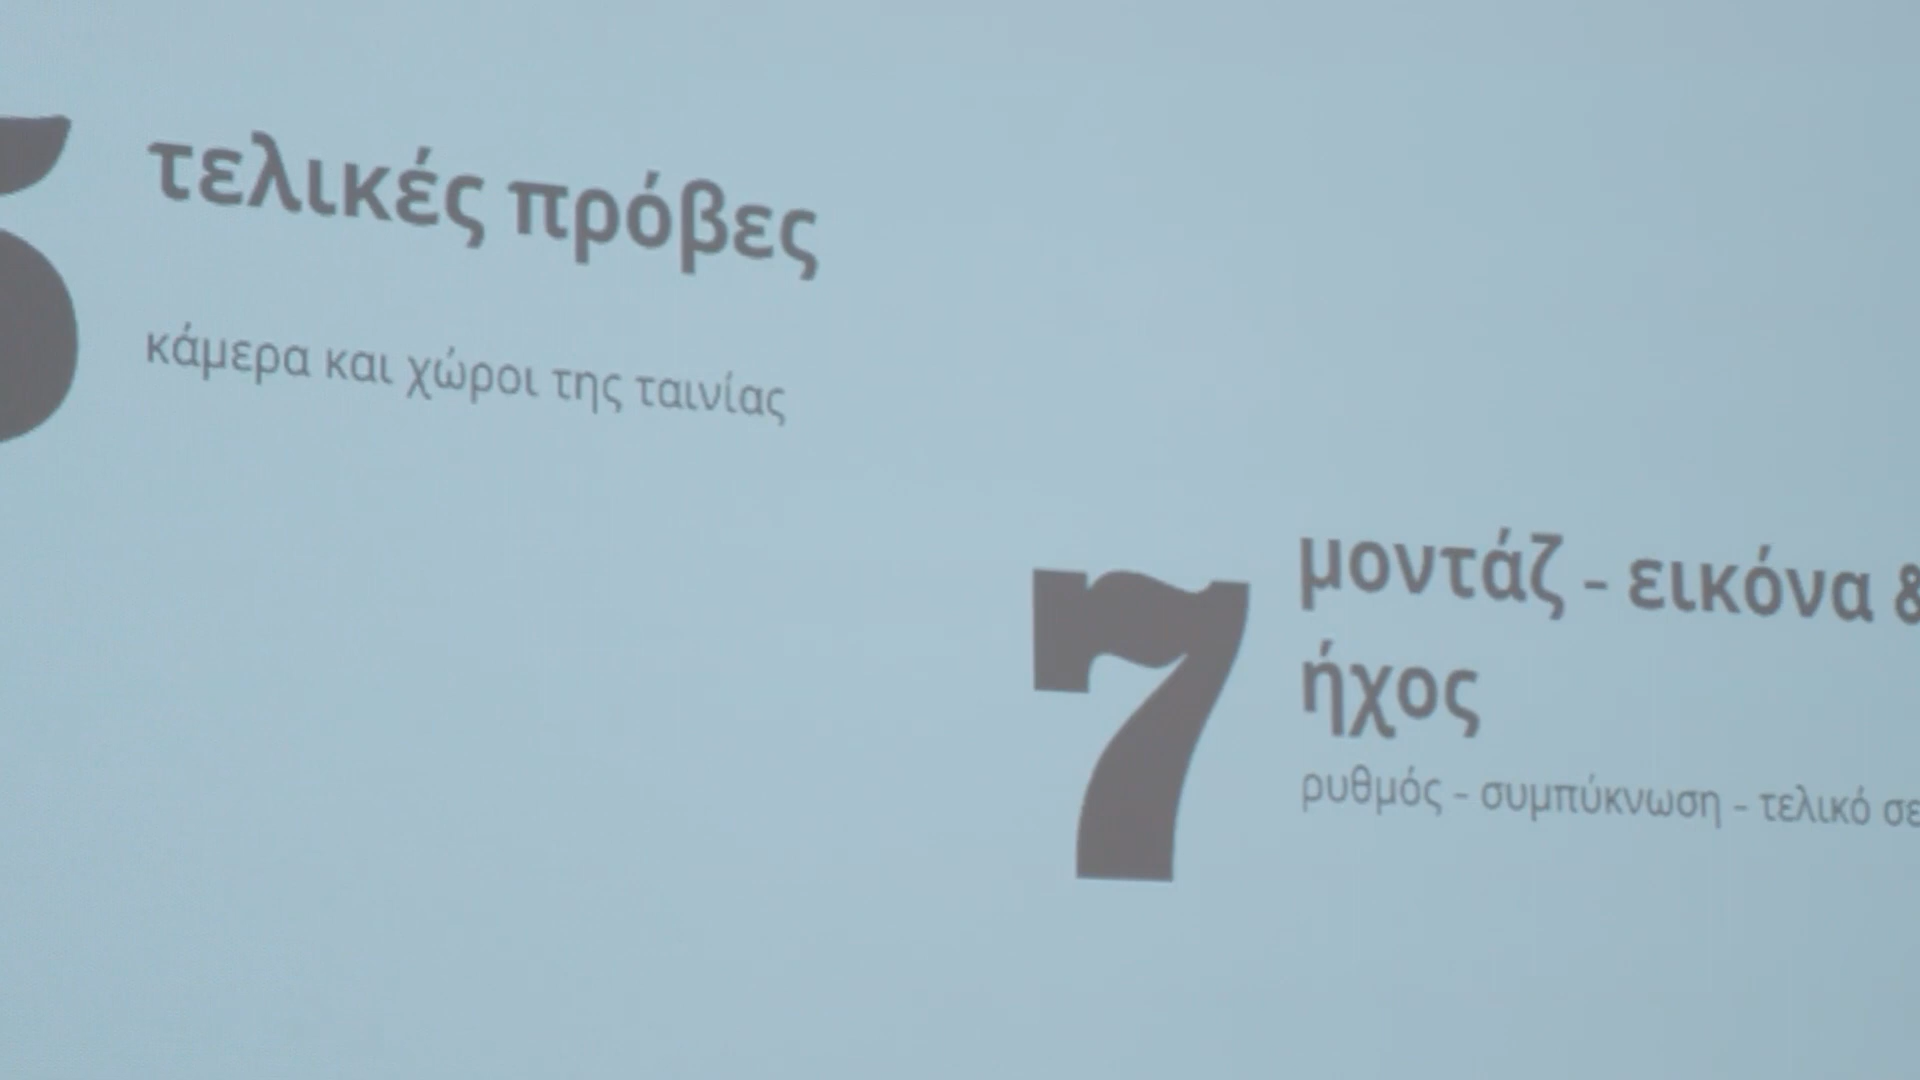 τελικές πρόβες
κάμερα και χώροι της ταινίας
7
μοντάζ - εικόνα &
ήχος
ρυθμός - συμπύκνωση - τελικό